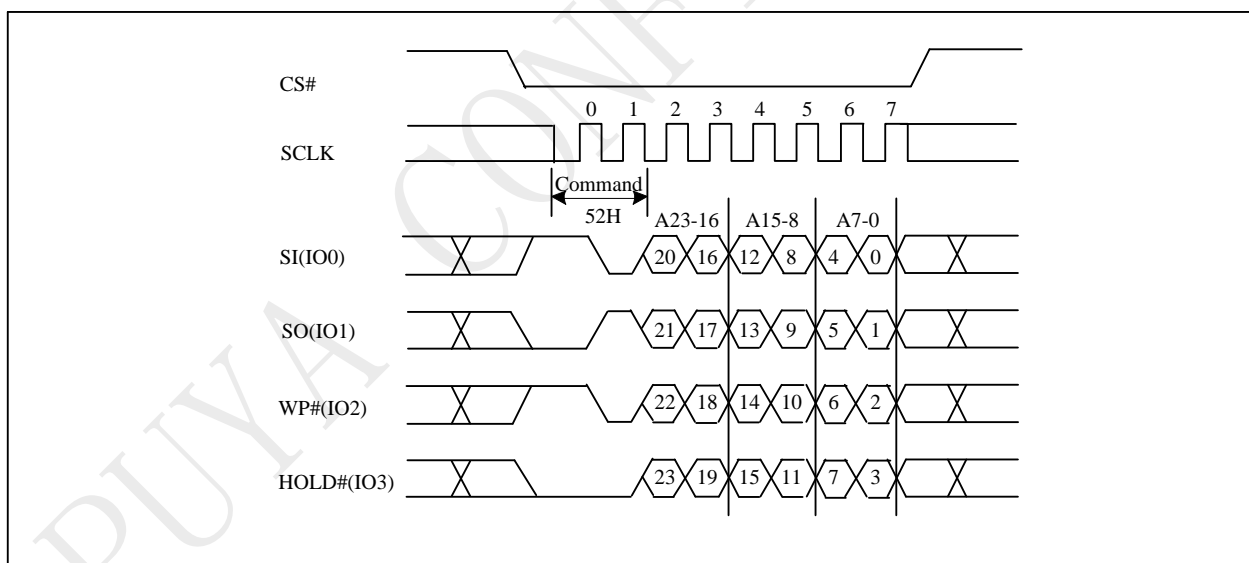 CS#
0 1 2 3 4 5 6 7
SCLK
Command
52H
A23-16 A15-8 A7-0
SI(IO0) 20 16 12 8 4 0
SO(IO1) 21 17 13 9 5 1
WP#(IO2) 22 18 14 10 6 2
HOLD#(IO3) 23 19 15 11 7 3
PUYA